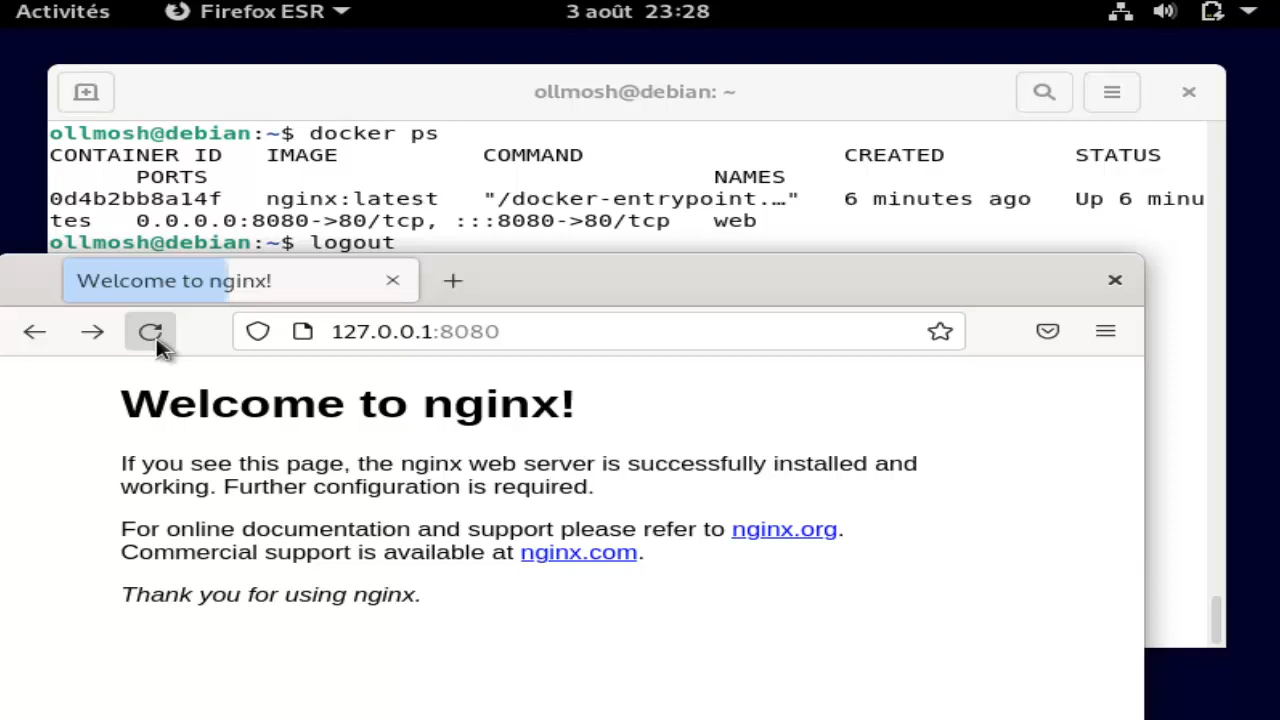 Activités Firefox ESR 3 août 23:28
ollmosh@debian: ~
ollmosh@debian:~$ docker ps
CONTAINER ID IMAGE COMMAND CREATED STATUS
PORTS NAMES
0d4b2bb8a14f nginx:latest "/docker-entrypoint.…" 6 minutes ago Up 6 minu
tes 0.0.0.0:8080->80/tcp, :::8080->80/tcp web
ollmosh@debian:~$ logout
Welcome to nginx!
127.0.0.1:8080
Welcome to nginx!
If you see this page, the nginx web server is successfully installed and
working. Further configuration is required.
For online documentation and support please refer to nginx.org.
Commercial support is available at nginx.com.
Thank you for using nginx.